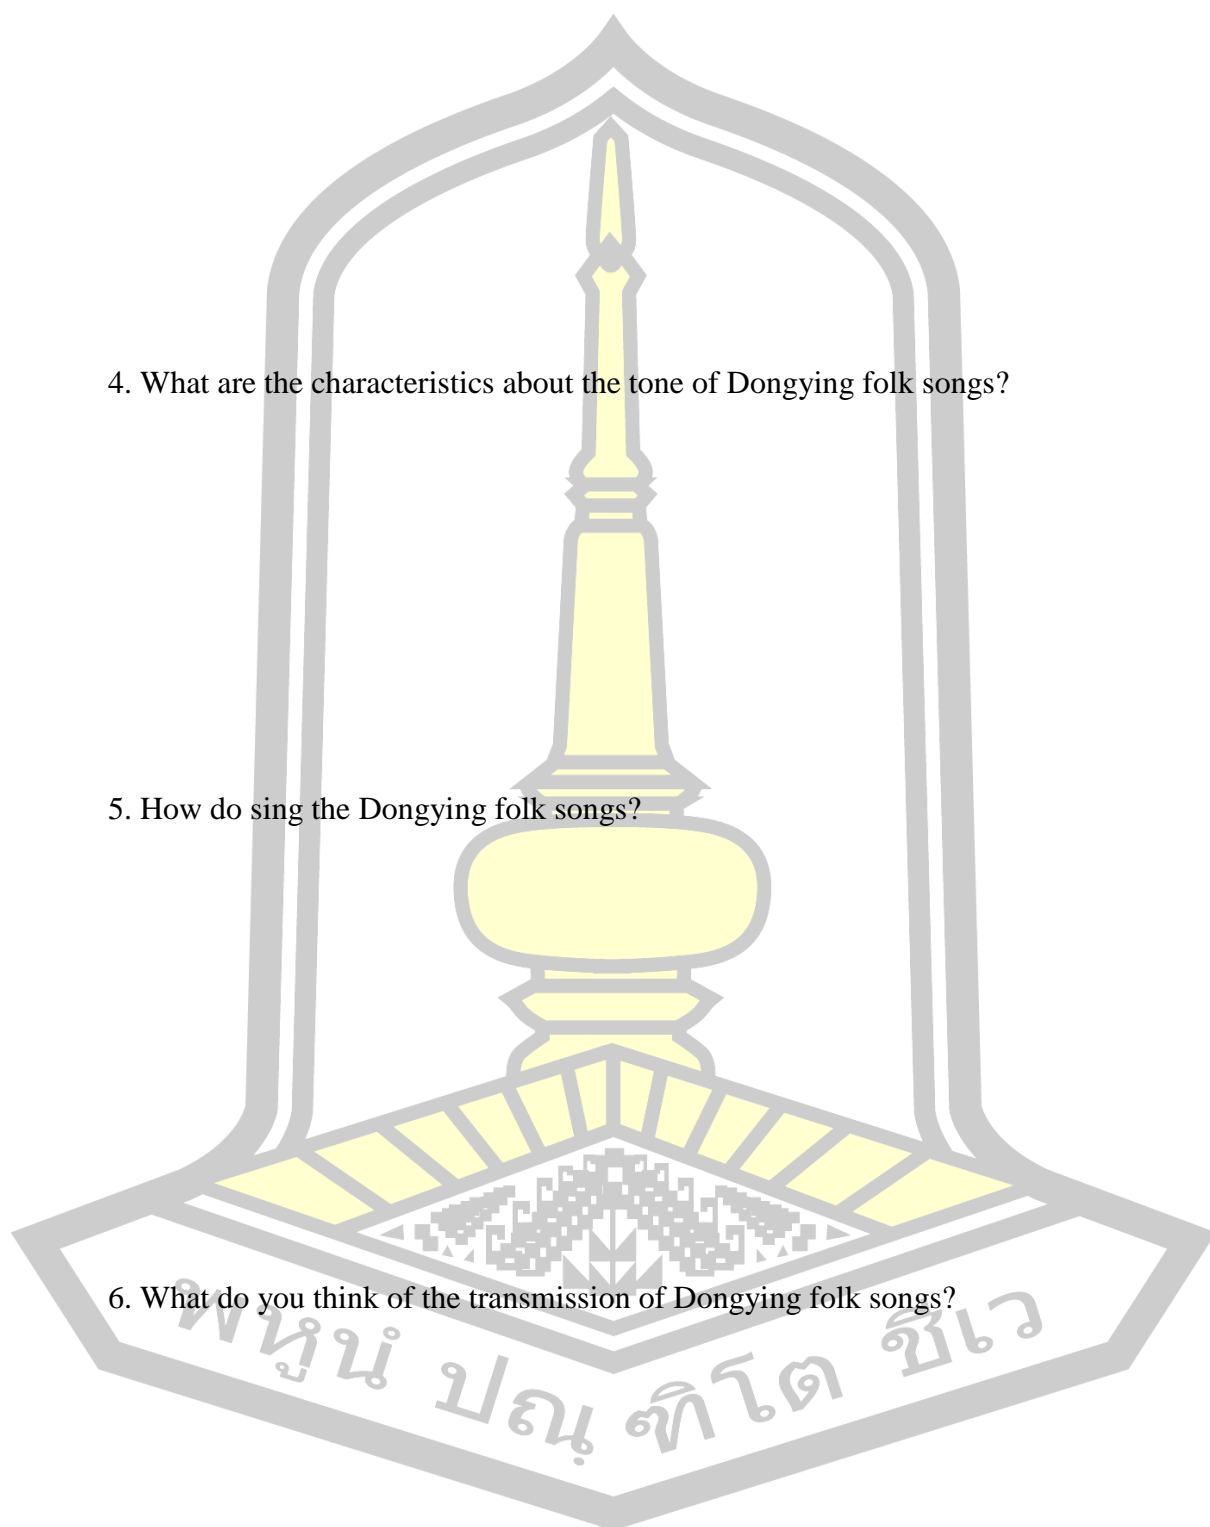 4. What are the characteristics about the tone of Dongying folk songs?
5. How do sing the Dongying folk songs?
6. What do you think of the transmission of Dongying folk songs?
พหูนํ ปณฺฑิโต ชีเว